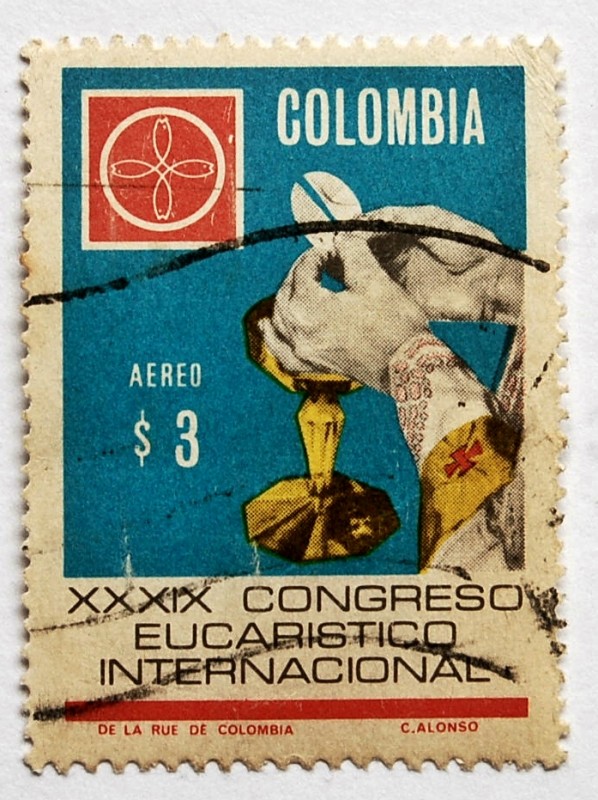 COLOMBIA
AEREO
$ 3
XXXIX CONGRESO
EUCARISTICO
INTERNACIONAL
DE LA RUE DE COLOMBIA C. ALONSO